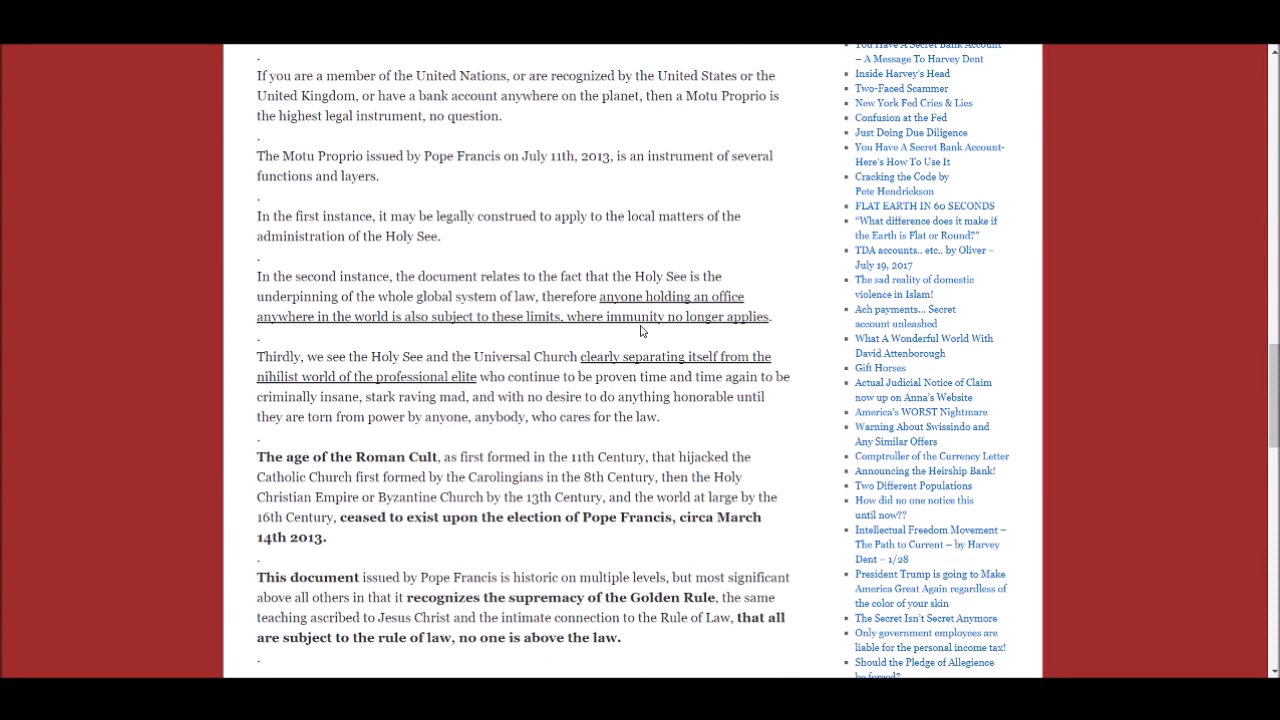 .
If you are a member of the United Nations, or are recognized by the United States or the
United Kingdom, or have a bank account anywhere on the planet, then a Motu Proprio is
the highest legal instrument, no question.
.
The Motu Proprio issued by Pope Francis on July 11th, 2013, is an instrument of several
functions and layers.
.
In the first instance, it may be legally construed to apply to the local matters of the
administration of the Holy See.
.
In the second instance, the document relates to the fact that the Holy See is the
underpinning of the whole global system of law, therefore anyone holding an office
anywhere in the world is also subject to these limits, where immunity no longer applies.
.
Thirdly, we see the Holy See and the Universal Church clearly separating itself from the
nihilist world of the professional elite who continue to be proven time and time again to be
criminally insane, stark raving mad, and with no desire to do anything honorable until
they are torn from power by anyone, anybody, who cares for the law.
.
The age of the Roman Cult, as first formed in the 11th Century, that hijacked the
Catholic Church first formed by the Carolingians in the 8th Century, then the Holy
Christian Empire or Byzantine Church by the 13th Century, and the world at large by the
16th Century, ceased to exist upon the election of Pope Francis, circa March
14th 2013.
.
This document issued by Pope Francis is historic on multiple levels, but most significant
above all others in that it recognizes the supremacy of the Golden Rule, the same
teaching ascribed to Jesus Christ and the intimate connection to the Rule of Law, that all
are subject to the rule of law, no one is above the law.
.
You Have A Secret Bank Account
– A Message To Harvey Dent
Inside Harvey's Head
Two-Faced Scammer
New York Fed Cries & Lies
Confusion at the Fed
Just Doing Due Diligence
You Have A Secret Bank Account-
Here's How To Use It
Cracking the Code by
Pete Hendrickson
FLAT EARTH IN 60 SECONDS
“What difference does it make if
the Earth is Flat or Round?”
TDA accounts.. etc.. by Oliver –
July 19, 2017
The sad reality of domestic
violence in Islam!
Ach payments... Secret
account unleashed
What A Wonderful World With
David Attenborough
Gift Horses
Actual Judicial Notice of Claim
now up on Anna's Website
America's WORST Nightmare
Warning About Swissindo and
Any Similar Offers
Comptroller of the Currency Letter
Announcing the Heirship Bank!
Two Different Populations
How did no one notice this
until now??
Intellectual Freedom Movement –
The Path to Current – by Harvey
Dent – 1/28
President Trump is going to Make
America Great Again regardless of
the color of your skin
The Secret Isn't Secret Anymore
Only government employees are
liable for the personal income tax!
Should the Pledge of Allegience
be forced?